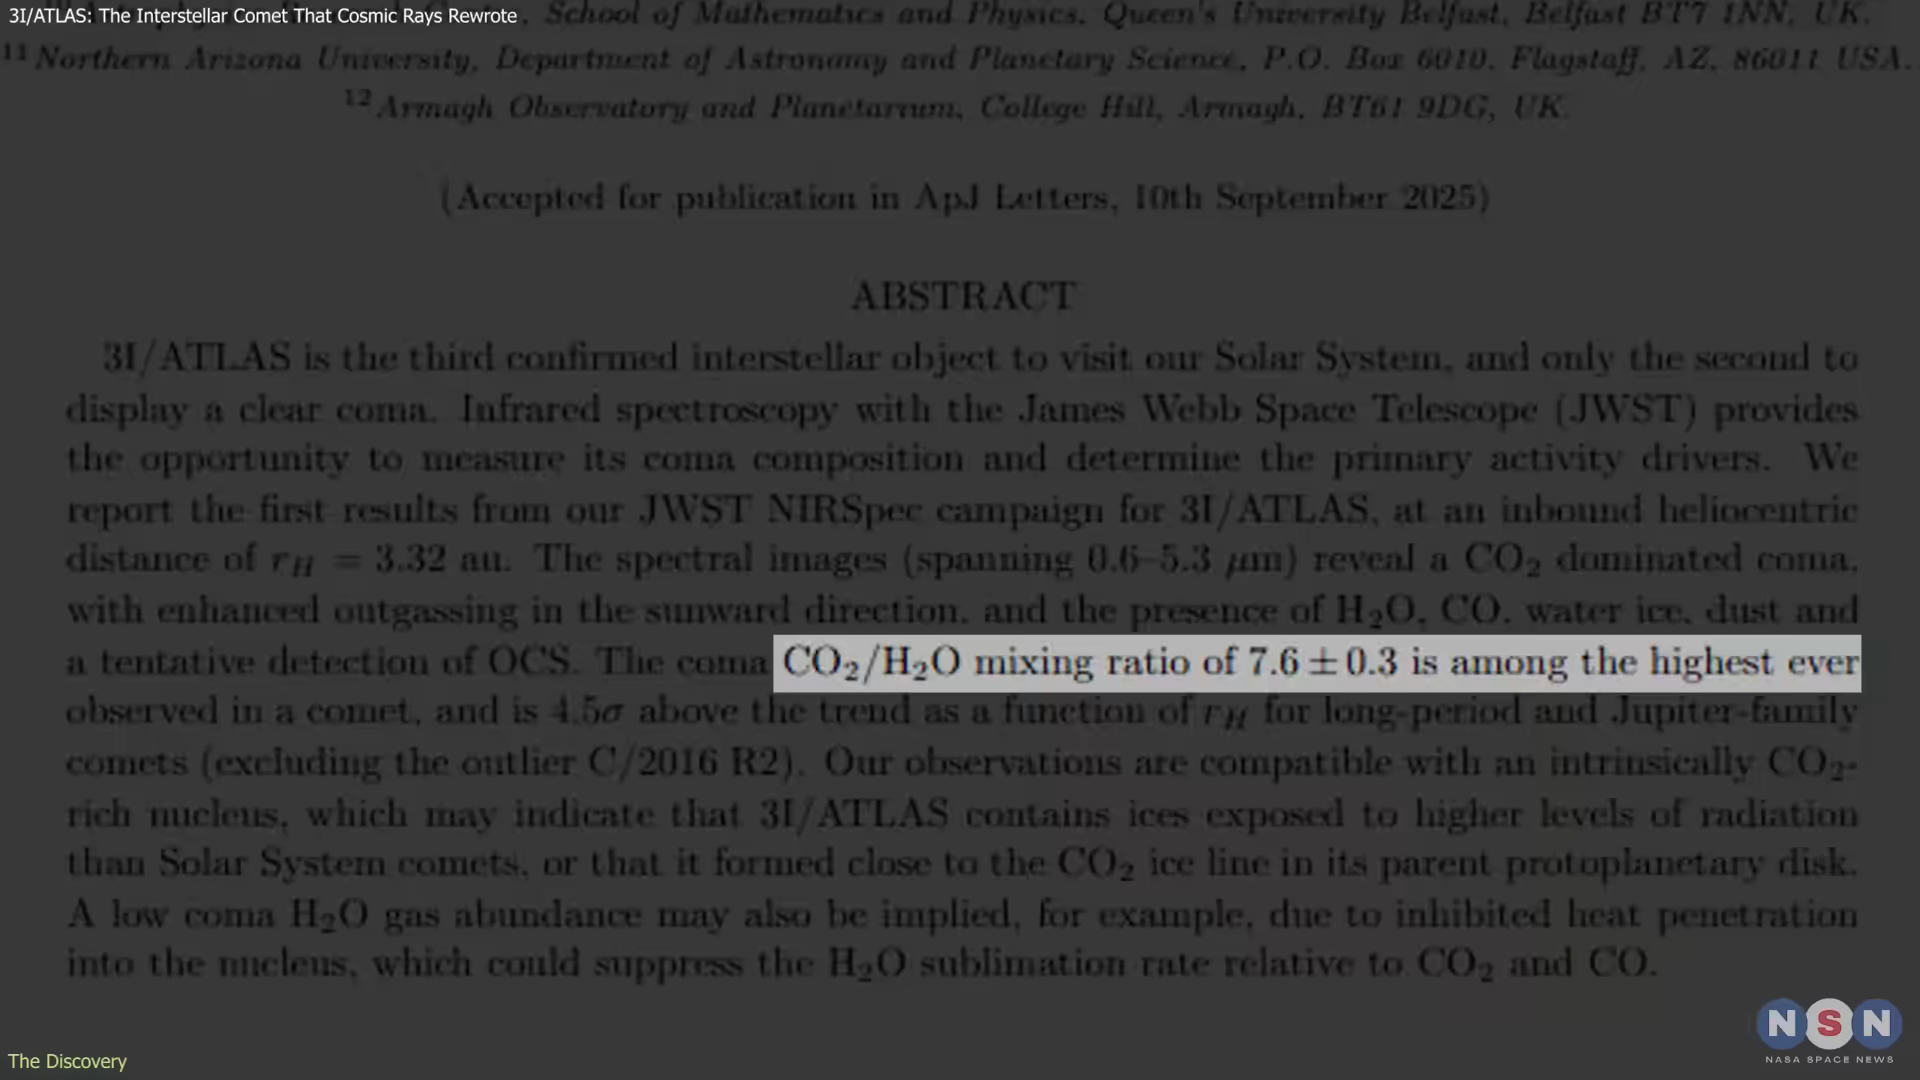 3I/ATLAS: The Interstellar Comet That Cosmic Rays Rewrote
, School of Mathematics and Physics, Queen's University Belfast, Belfast BT7 1NN, UK.
11 Northern Arizona University, Department of Astronomy and Planetary Science, P.O. Box 6010, Flagstaff, AZ, 86011 USA.
12 Armagh Observatory and Planetarium, College Hill, Armagh, BT61 9DG, UK.
(Accepted for publication in ApJ Letters, 10th September 2025)
ABSTRACT
3I/ATLAS is the third confirmed interstellar object to visit our Solar System, and only the second to
display a clear coma. Infrared spectroscopy with the James Webb Space Telescope (JWST) provides
the opportunity to measure its coma composition and determine the primary activity drivers. We
report the first results from our JWST NIRSpec campaign for 3I/ATLAS, at an inbound heliocentric
distance of r_H = 3.32 au. The spectral images (spanning 0.6–5.3 μm) reveal a CO₂ dominated coma,
with enhanced outgassing in the sunward direction, and the presence of H₂O, CO, water ice, dust and
a tentative detection of OCS. The coma CO₂/H₂O mixing ratio of 7.6 ± 0.3 is among the highest ever
observed in a comet, and is 4.5σ above the trend as a function of r_H for long-period and Jupiter-family
comets (excluding the outlier C/2016 R2). Our observations are compatible with an intrinsically CO₂-
rich nucleus, which may indicate that 3I/ATLAS contains ices exposed to higher levels of radiation
than Solar System comets, or that it formed close to the CO₂ ice line in its parent protoplanetary disk.
A low coma H₂O gas abundance may also be implied, for example, due to inhibited heat penetration
into the nucleus, which could suppress the H₂O sublimation rate relative to CO₂ and CO.
NSN
NASA SPACE NEWS
The Discovery